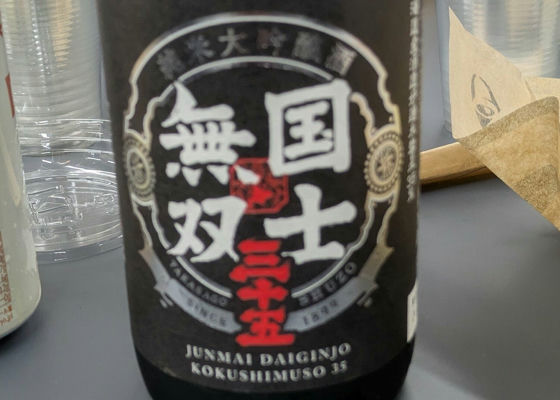 純米大吟醸酒
国士
無双
三十五
TAKASAGO SHUZO
SINCE 1899
JUNMAI DAIGINJO
KOKUSHIMUSO 35